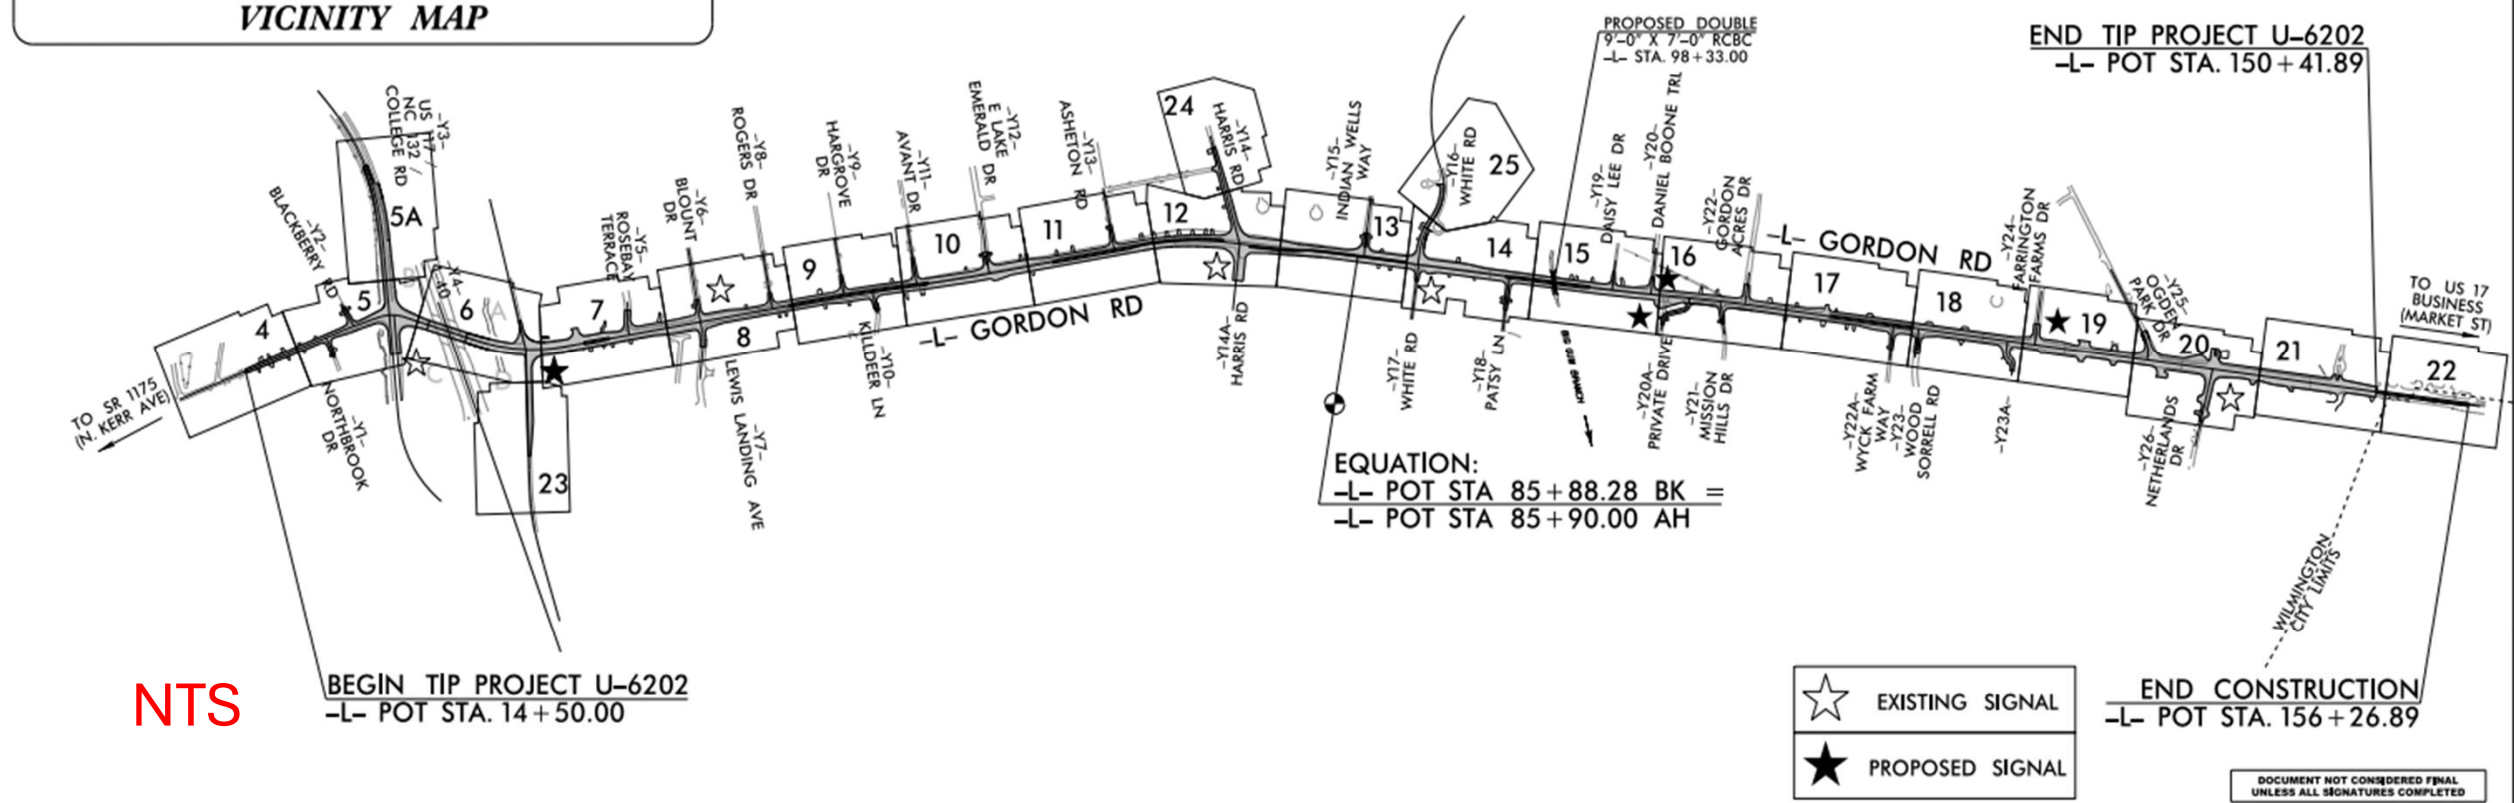 VICINITY MAP
PROPOSED DOUBLE
9'-0" X 7'-0" RCBC
-L- STA. 98+33.00
END TIP PROJECT U-6202
-L- POT STA. 150+41.89
-Y3-
US 117 /
NC 132 /
COLLEGE RD
-Y2-
BLACKBERRY RD
-Y4-
I-40
-Y5-
ROSEBAY
TERRACE
-Y6-
BLOUNT
DR
-Y8-
ROGERS DR
-Y9-
HARGROVE
DR
-Y11-
AVANT DR
-Y12-
E LAKE
EMERALD DR
-Y13-
ASHETON RD
-Y14-
HARRIS RD
-Y15-
INDIAN WELLS
WAY
-Y16-
WHITE RD
-Y19-
DAISY LEE DR
-Y20-
DANIEL BOONE TRL
-Y22-
GORDON
ACRES DR
-L- GORDON RD
-Y24-
FARRINGTON
FARMS DR
-Y25-
OGDEN
PARK DR
TO US 17
BUSINESS
(MARKET ST)
4
5
5A
6
7
8
9
10
11
12
24
13
25
14
15
16
17
18
19
20
21
22
23
A
B
C
D
C
TO SR 1175
(N. KERR AVE)
-Y1-
NORTHBROOK
DR
-Y7-
LEWIS LANDING AVE
-Y10-
KILLDEER LN
-L- GORDON RD
-Y14A-
HARRIS RD
-Y17-
WHITE RD
-Y18-
PATSY LN
-Y20A-
PRIVATE DRIVE
-Y21-
MISSION
HILLS DR
-Y22A-
WYCK FARM
WAY
-Y23-
WOOD
SORRELL RD
-Y23A-
-Y26-
NETHERLANDS
DR
EQUATION:
-L- POT STA 85+88.28 BK =
-L- POT STA 85+90.00 AH
WILMINGTON
CITY LIMITS
NTS
BEGIN TIP PROJECT U-6202
-L- POT STA. 14+50.00
EXISTING SIGNAL
PROPOSED SIGNAL
END CONSTRUCTION
-L- POT STA. 156+26.89
DOCUMENT NOT CONSIDERED FINAL
UNLESS ALL SIGNATURES COMPLETED